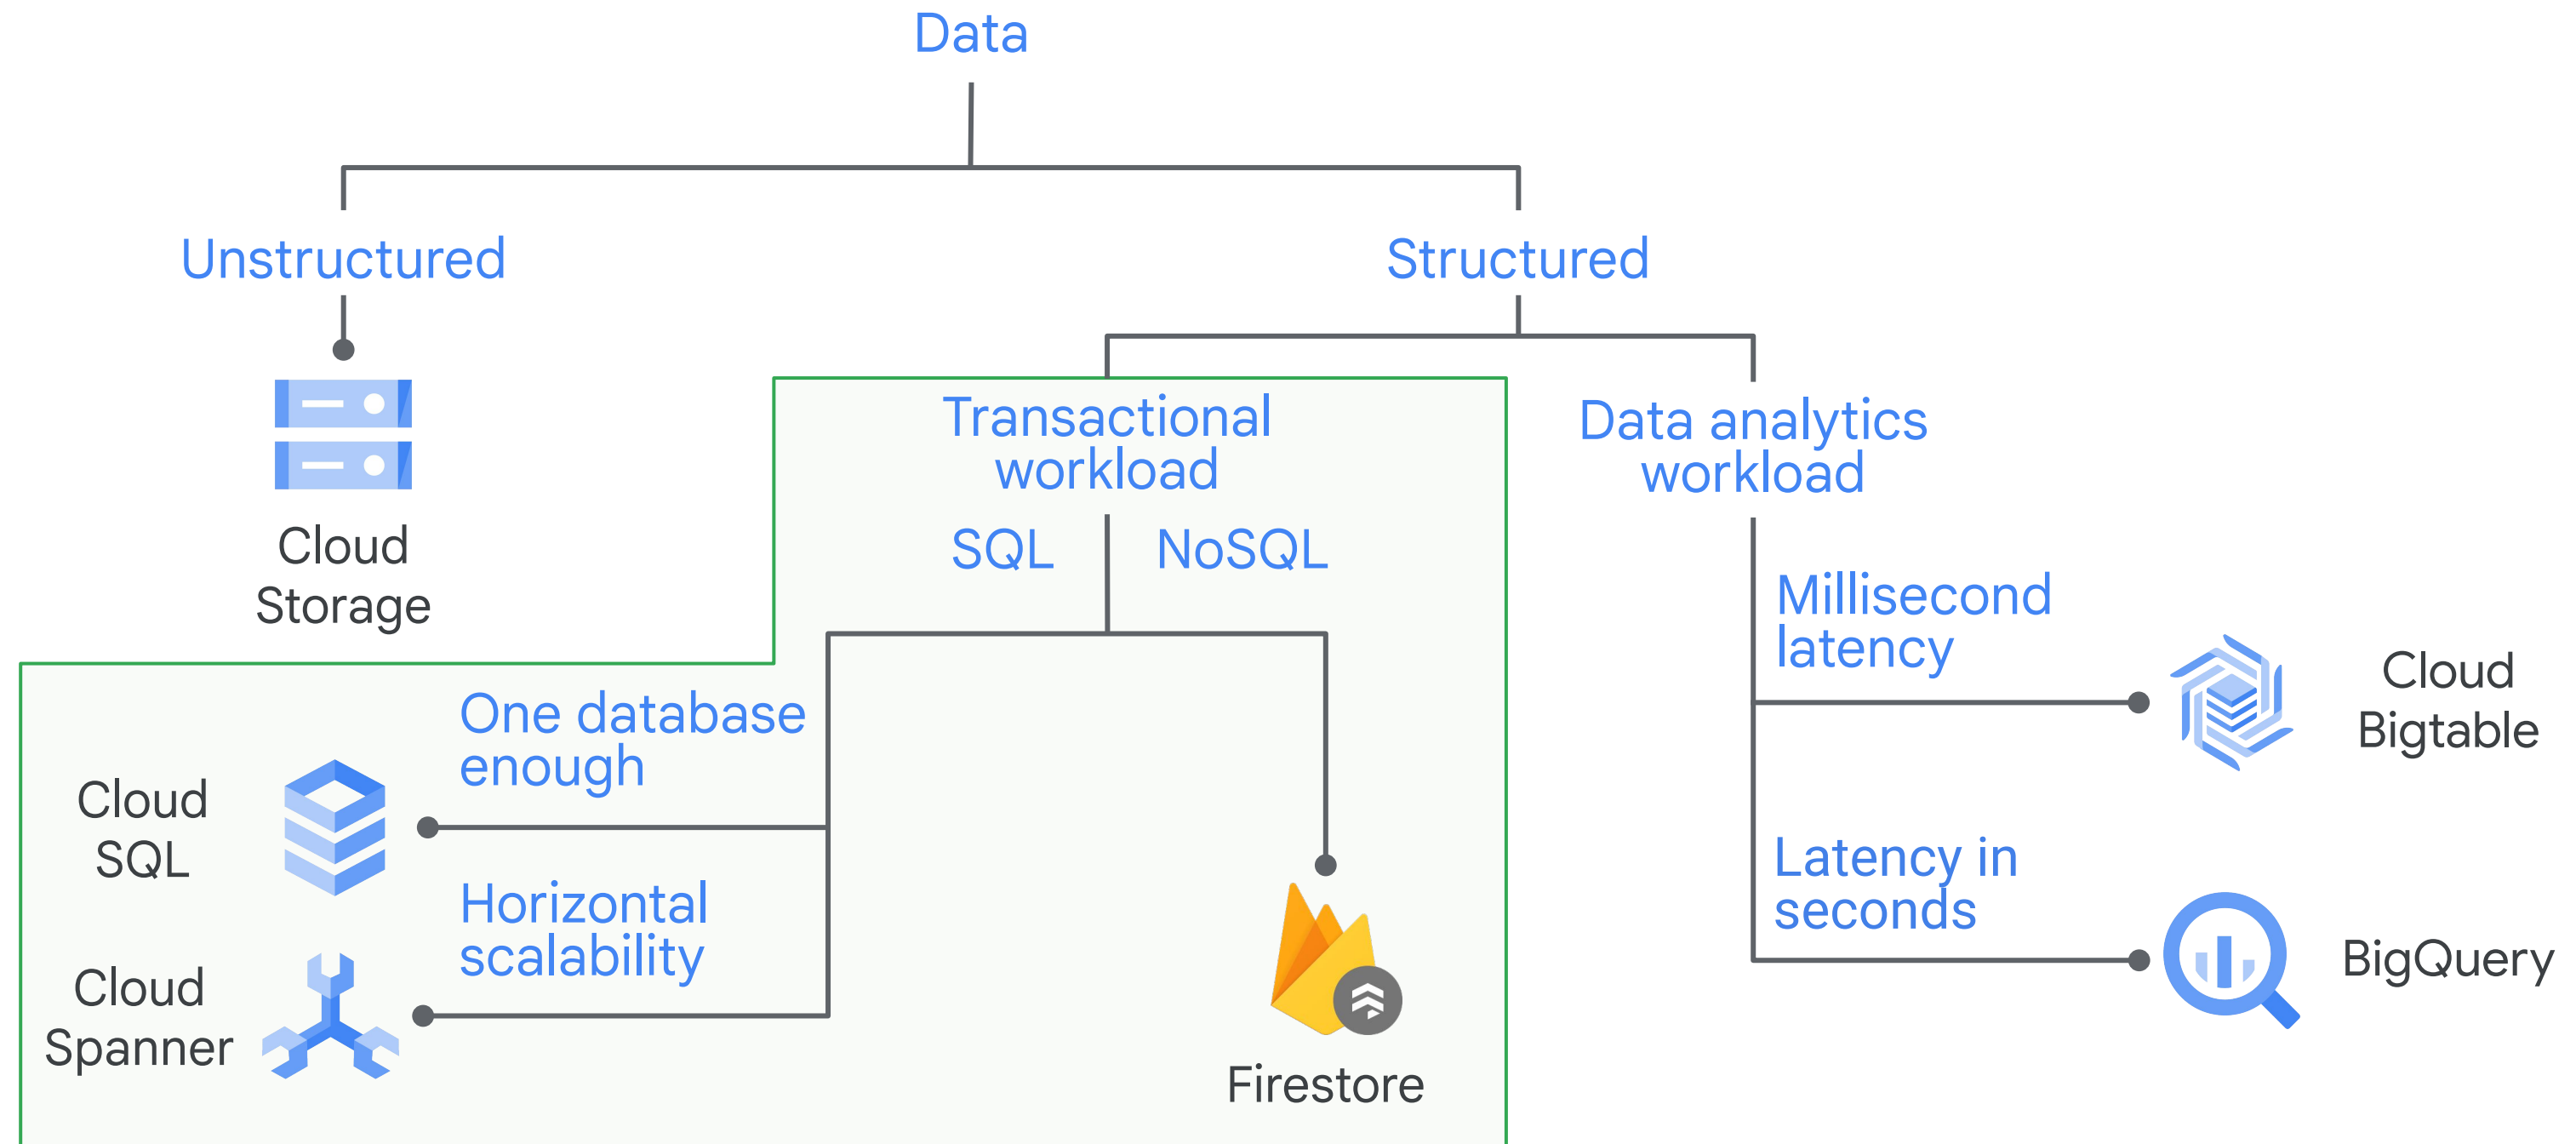 Data
Unstructured
Structured
Cloud
Storage
Transactional
workload
SQL
NoSQL
One database
enough
Cloud
SQL
Horizontal
scalability
Cloud
Spanner
Firestore
Data analytics
workload
Millisecond
latency
Cloud
Bigtable
Latency in
seconds
BigQuery